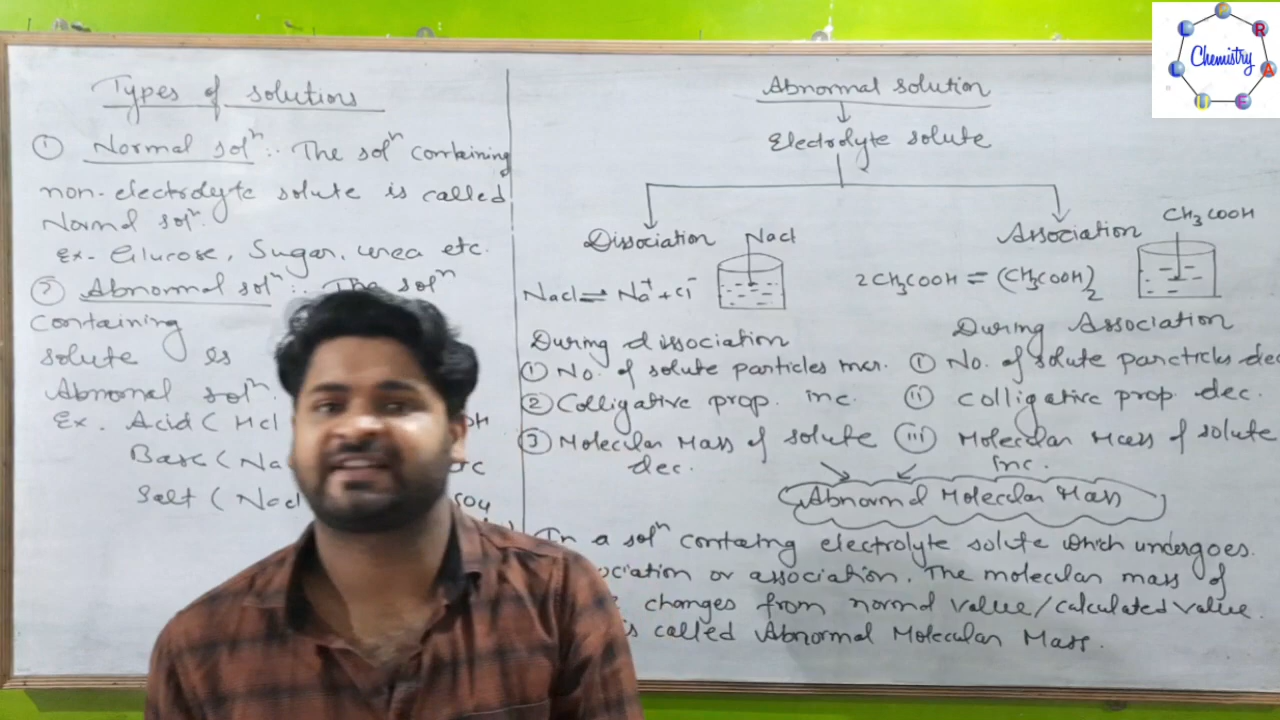 Types of solutions
① Normal solⁿ:- The solⁿ containing
non-electrolyte solute is called
Normal solⁿ.
Ex- Glucose, Sugar, urea etc.
② Abnormal solⁿ:- The solⁿ
containing
solute is
Abnormal solⁿ.
Ex. Acid ( HCl
Base ( Na
Salt ( Nacl
Abnormal solution
Electrolyte solute
Dissociation
Nacl
Nacl ⇌ Na⁺ + Cl⁻
During dissociation
① No. of solute particles incr.
② Colligative prop. inc.
③ Molecular Mass of solute
dec.
Association
CH₃COOH
2CH₃COOH = (CH₃COOH)₂
During Association
① No. of solute parcticles dec
(ii) Colligative prop. dec.
(iii) Molecular Mass of solute
Inc.
Abnormal Molecular Mass
In a solⁿ containg electrolyte solute which undergoes.
ociation or association. The molecular mass of
changes from normal value/calculated value.
is called Abnormal Molecular Mass.
Chemistry